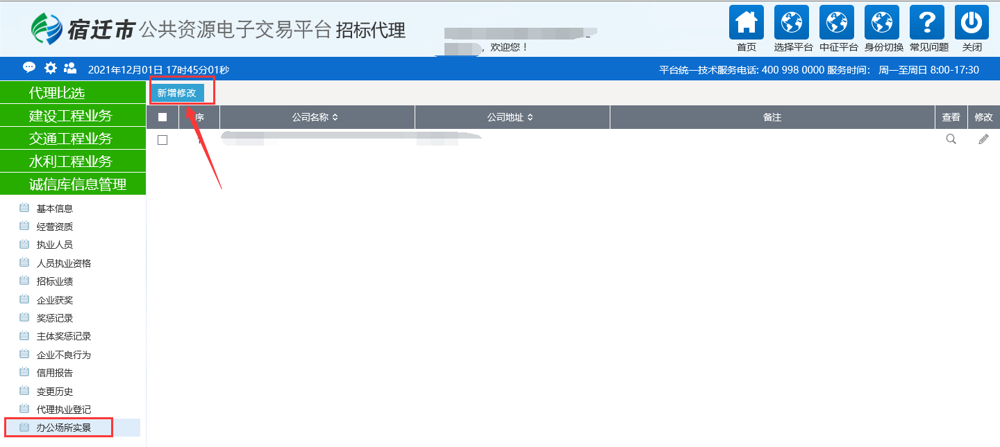 宿迁市 公共资源电子交易平台 招标代理
，欢迎您！
首页 选择平台 中征平台 身份切换 常见问题 关闭
2021年12月01日 17时45分01秒
平台统一技术服务电话: 400 998 0000 服务时间： 周一至周日 8:00-17:30
代理比选
建设工程业务
交通工程业务
水利工程业务
诚信库信息管理
基本信息
经营资质
执业人员
人员执业资格
招标业绩
企业获奖
奖惩记录
主体奖惩记录
企业不良行为
信用报告
变更历史
代理执业登记
办公场所实景
新增修改
序 公司名称 公司地址 备注 查看 修改